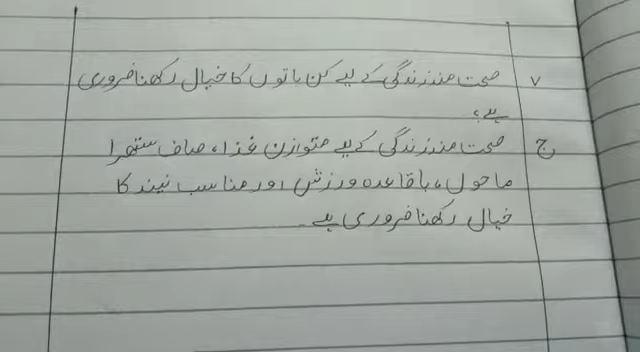 ۷ صحت مند زندگی کے لیے کن باتوں کا خیال رکھنا ضروری
ہے؟
ج صحت مند زندگی کے لیے متوازن غذا، صاف ستھرا
ماحول، باقاعدہ ورزش اور مناسب نیند کا
خیال رکھنا ضروری ہے۔